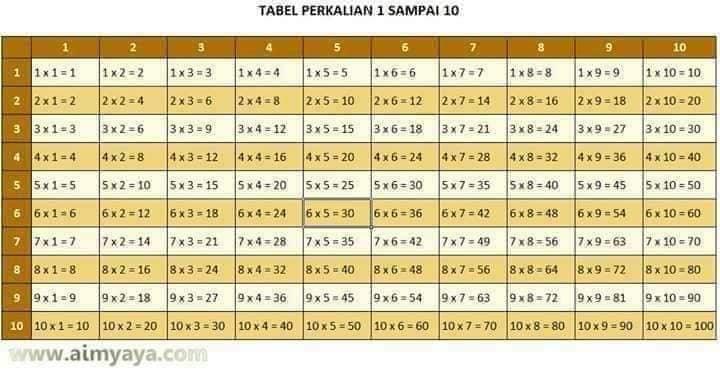 TABEL PERKALIAN 1 SAMPAI 10
1 2 3 4 5 6 7 8 9 10
1 1 x 1 = 1 1 x 2 = 2 1 x 3 = 3 1 x 4 = 4 1 x 5 = 5 1 x 6 = 6 1 x 7 = 7 1 x 8 = 8 1 x 9 = 9 1 x 10 = 10
2 2 x 1 = 2 2 x 2 = 4 2 x 3 = 6 2 x 4 = 8 2 x 5 = 10 2 x 6 = 12 2 x 7 = 14 2 x 8 = 16 2 x 9 = 18 2 x 10 = 20
3 3 x 1 = 3 3 x 2 = 6 3 x 3 = 9 3 x 4 = 12 3 x 5 = 15 3 x 6 = 18 3 x 7 = 21 3 x 8 = 24 3 x 9 = 27 3 x 10 = 30
4 4 x 1 = 4 4 x 2 = 8 4 x 3 = 12 4 x 4 = 16 4 x 5 = 20 4 x 6 = 24 4 x 7 = 28 4 x 8 = 32 4 x 9 = 36 4 x 10 = 40
5 5 x 1 = 5 5 x 2 = 10 5 x 3 = 15 5 x 4 = 20 5 x 5 = 25 5 x 6 = 30 5 x 7 = 35 5 x 8 = 40 5 x 9 = 45 5 x 10 = 50
6 6 x 1 = 6 6 x 2 = 12 6 x 3 = 18 6 x 4 = 24 6 x 5 = 30 6 x 6 = 36 6 x 7 = 42 6 x 8 = 48 6 x 9 = 54 6 x 10 = 60
7 7 x 1 = 7 7 x 2 = 14 7 x 3 = 21 7 x 4 = 28 7 x 5 = 35 7 x 6 = 42 7 x 7 = 49 7 x 8 = 56 7 x 9 = 63 7 x 10 = 70
8 8 x 1 = 8 8 x 2 = 16 8 x 3 = 24 8 x 4 = 32 8 x 5 = 40 8 x 6 = 48 8 x 7 = 56 8 x 8 = 64 8 x 9 = 72 8 x 10 = 80
9 9 x 1 = 9 9 x 2 = 18 9 x 3 = 27 9 x 4 = 36 9 x 5 = 45 9 x 6 = 54 9 x 7 = 63 9 x 8 = 72 9 x 9 = 81 9 x 10 = 90
10 10 x 1 = 10 10 x 2 = 20 10 x 3 = 30 10 x 4 = 40 10 x 5 = 50 10 x 6 = 60 10 x 7 = 70 10 x 8 = 80 10 x 9 = 90 10 x 10 = 100
www.aimyaya.com